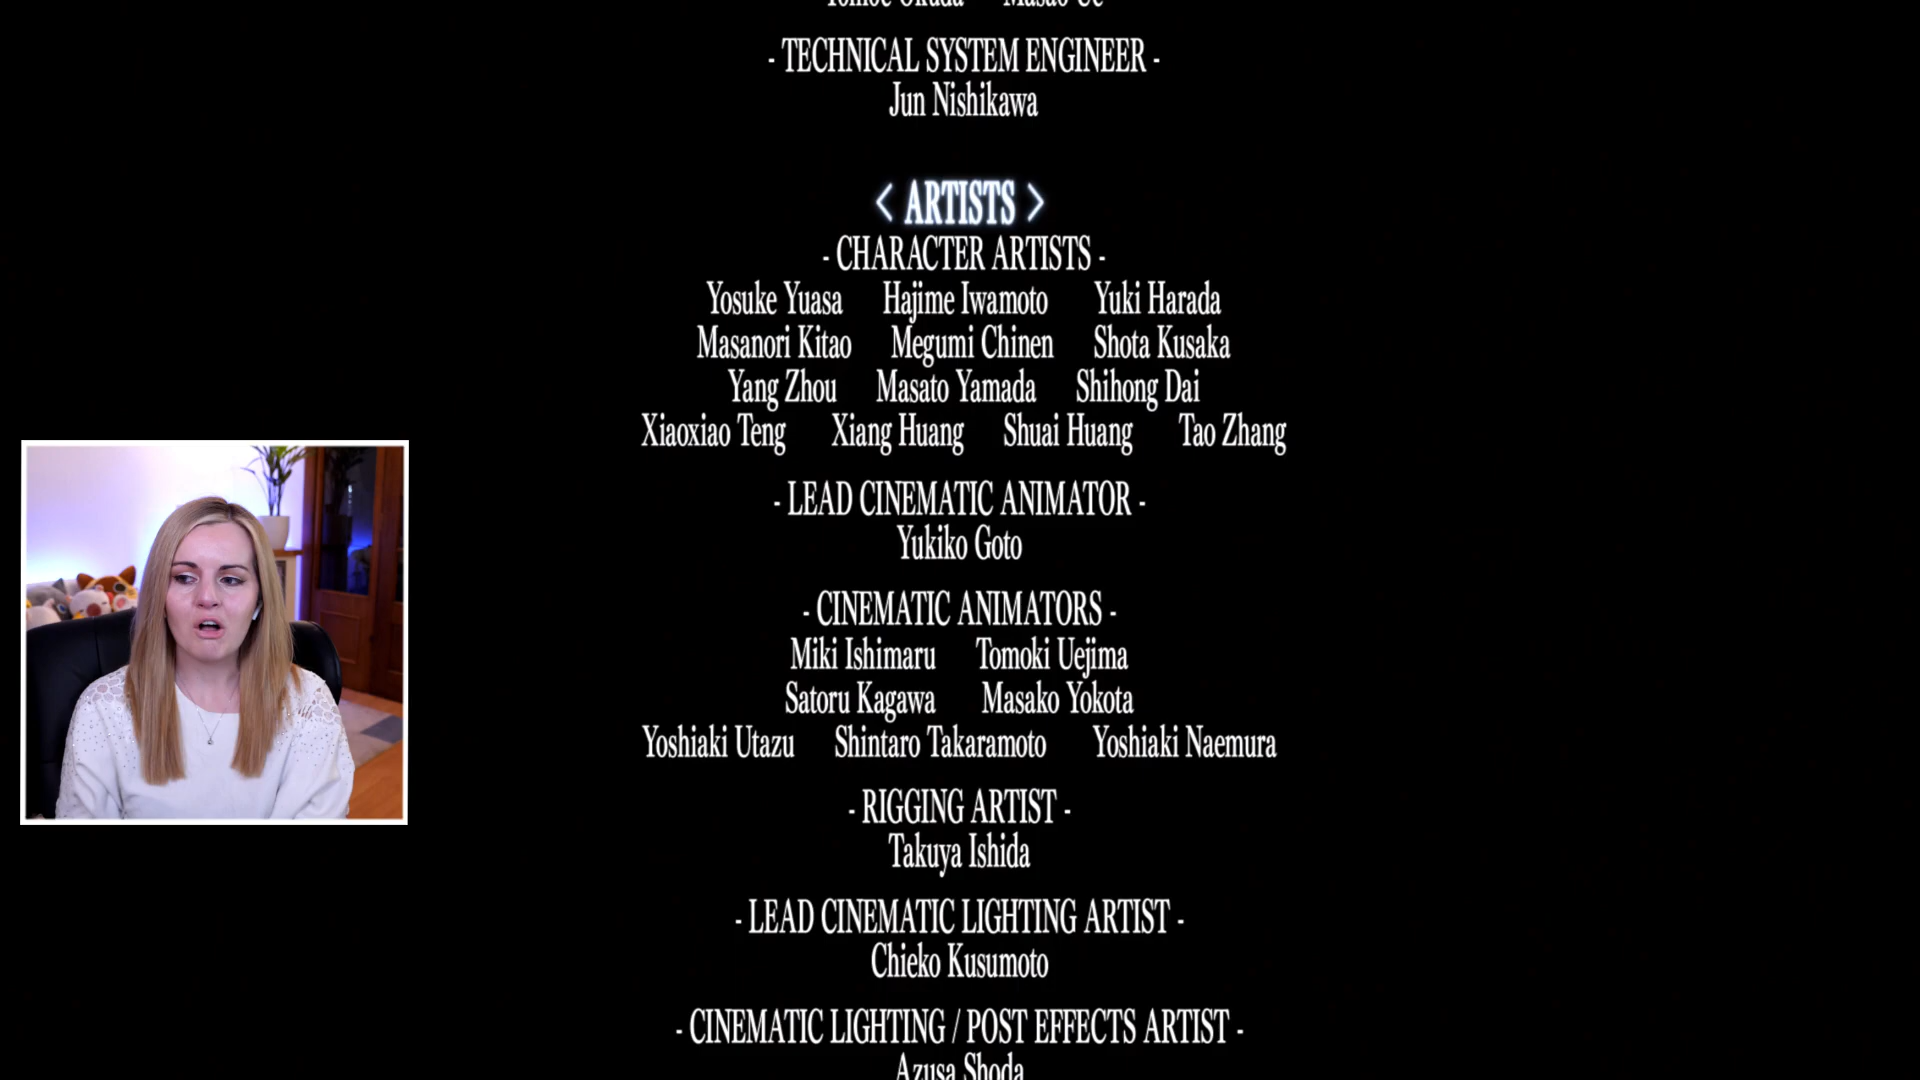 - TECHNICAL SYSTEM ENGINEER -
Jun Nishikawa
< ARTISTS >
- CHARACTER ARTISTS -
Yosuke Yuasa Hajime Iwamoto Yuki Harada
Masanori Kitao Megumi Chinen Shota Kusaka
Yang Zhou Masato Yamada Shihong Dai
Xiaoxiao Teng Xiang Huang Shuai Huang Tao Zhang
- LEAD CINEMATIC ANIMATOR -
Yukiko Goto
- CINEMATIC ANIMATORS -
Miki Ishimaru Tomoki Uejima
Satoru Kagawa Masako Yokota
Yoshiaki Utazu Shintaro Takaramoto Yoshiaki Naemura
- RIGGING ARTIST -
Takuya Ishida
- LEAD CINEMATIC LIGHTING ARTIST -
Chieko Kusumoto
- CINEMATIC LIGHTING / POST EFFECTS ARTIST -
Azusa Shoda